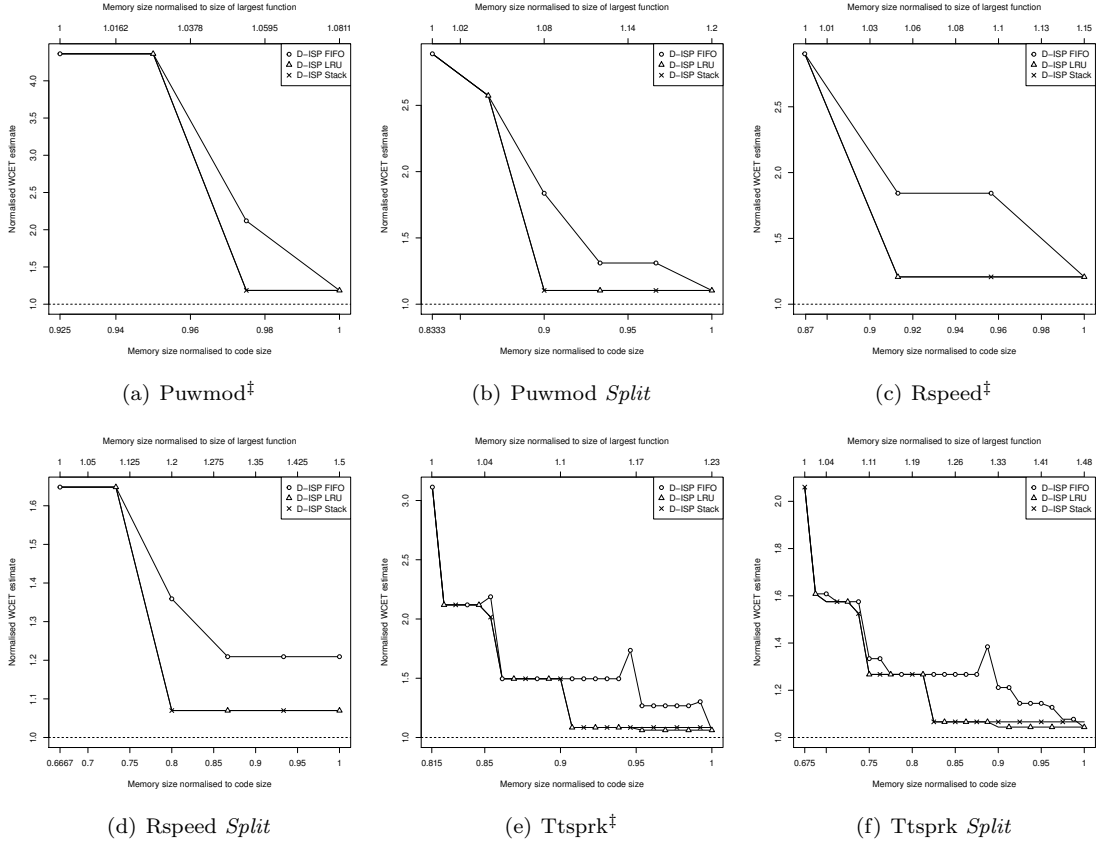 Memory size normalised to size of largest function
1 1.0162 1.0378 1.0595 1.0811
D−ISP FIFO
D−ISP LRU
D−ISP Stack
Normalised WCET estimate
1.0 1.5 2.0 2.5 3.0 3.5 4.0
0.925 0.94 0.96 0.98 1
Memory size normalised to code size
(a) Puwmod‡
Memory size normalised to size of largest function
1 1.02 1.08 1.14 1.2
D−ISP FIFO
D−ISP LRU
D−ISP Stack
Normalised WCET estimate
1.0 1.5 2.0 2.5
0.8333 0.9 0.95 1
Memory size normalised to code size
(b) Puwmod Split
Memory size normalised to size of largest function
1 1.01 1.03 1.06 1.08 1.1 1.13 1.15
D−ISP FIFO
D−ISP LRU
D−ISP Stack
Normalised WCET estimate
1.0 1.5 2.0 2.5
0.87 0.9 0.92 0.94 0.96 0.98 1
Memory size normalised to code size
(c) Rspeed‡
Memory size normalised to size of largest function
1 1.05 1.125 1.2 1.275 1.35 1.425 1.5
D−ISP FIFO
D−ISP LRU
D−ISP Stack
Normalised WCET estimate
1.0 1.1 1.2 1.3 1.4 1.5 1.6
0.6667 0.7 0.75 0.8 0.85 0.9 0.95 1
Memory size normalised to code size
(d) Rspeed Split
Memory size normalised to size of largest function
1 1.04 1.1 1.17 1.23
D−ISP FIFO
D−ISP LRU
D−ISP Stack
Normalised WCET estimate
1.0 1.5 2.0 2.5 3.0
0.815 0.85 0.9 0.95 1
Memory size normalised to code size
(e) Ttsprk‡
Memory size normalised to size of largest function
1 1.04 1.11 1.19 1.26 1.33 1.41 1.48
D−ISP FIFO
D−ISP LRU
D−ISP Stack
Normalised WCET estimate
1.0 1.2 1.4 1.6 1.8 2.0
0.675 0.75 0.8 0.85 0.9 0.95 1
Memory size normalised to code size
(f) Ttsprk Split